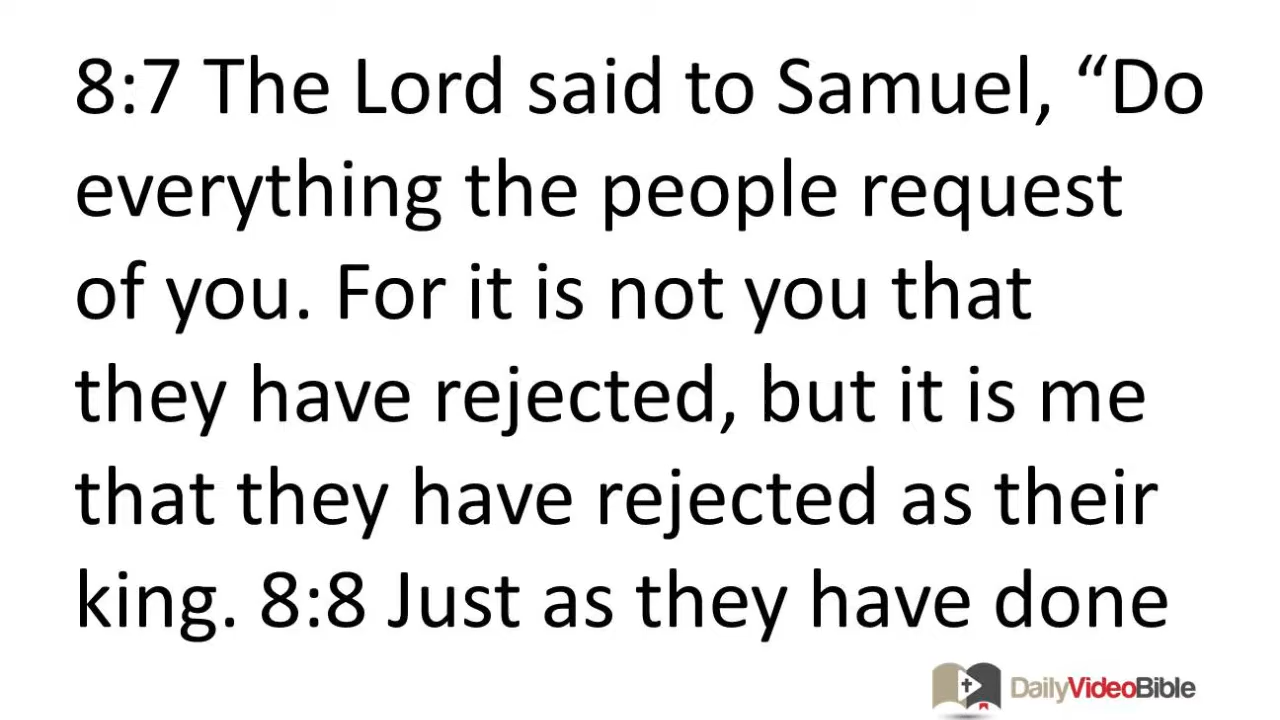 8:7 The Lord said to Samuel, “Do
everything the people request
of you. For it is not you that
they have rejected, but it is me
that they have rejected as their
king. 8:8 Just as they have done
DailyVideoBible